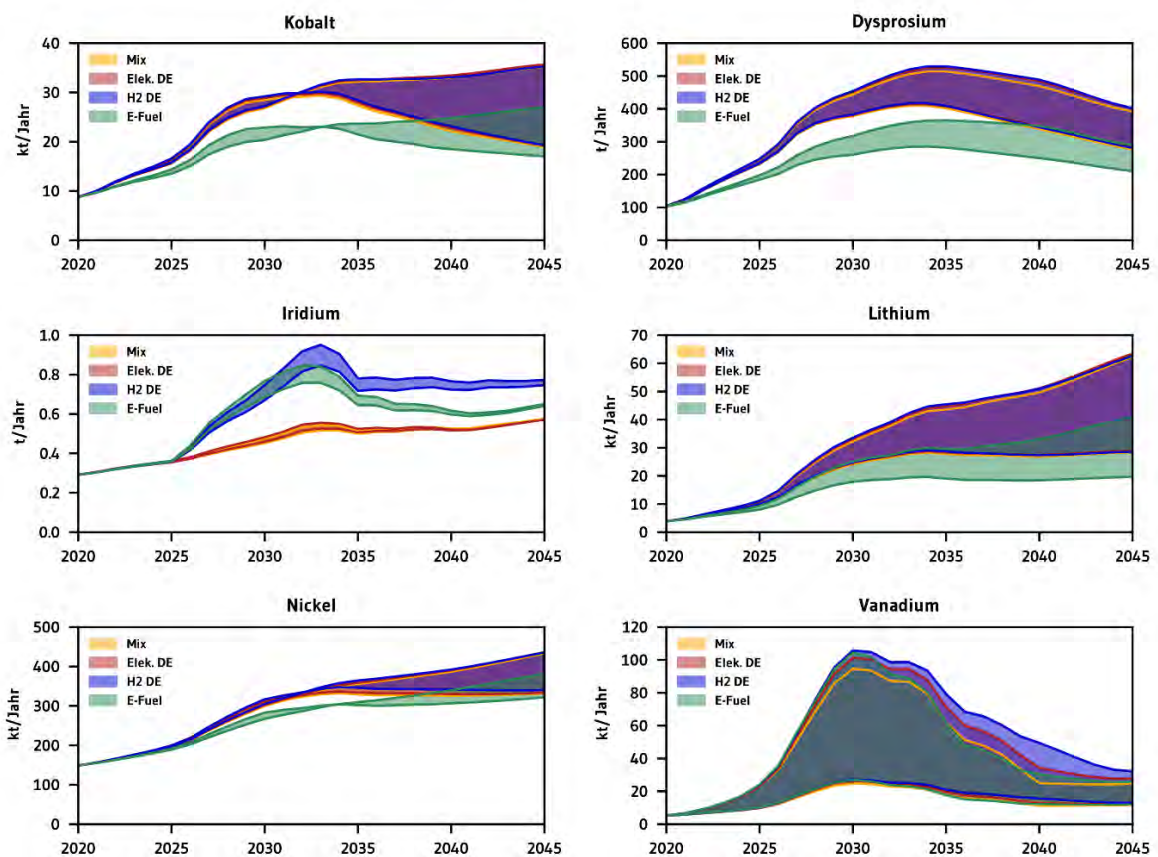 Kobalt
kt/Jahr
40
30
20
10
0
Mix
Elek. DE
H2 DE
E-Fuel
2020 2025 2030 2035 2040 2045
Dysprosium
t/Jahr
600
500
400
300
200
100
0
Mix
Elek. DE
H2 DE
E-Fuel
2020 2025 2030 2035 2040 2045
Iridium
t/Jahr
1.0
0.8
0.6
0.4
0.2
0.0
Mix
Elek. DE
H2 DE
E-Fuel
2020 2025 2030 2035 2040 2045
Lithium
kt/Jahr
70
60
50
40
30
20
10
0
Mix
Elek. DE
H2 DE
E-Fuel
2020 2025 2030 2035 2040 2045
Nickel
kt/Jahr
500
400
300
200
100
0
Mix
Elek. DE
H2 DE
E-Fuel
2020 2025 2030 2035 2040 2045
Vanadium
kt/Jahr
120
100
80
60
40
20
0
Mix
Elek. DE
H2 DE
E-Fuel
2020 2025 2030 2035 2040 2045